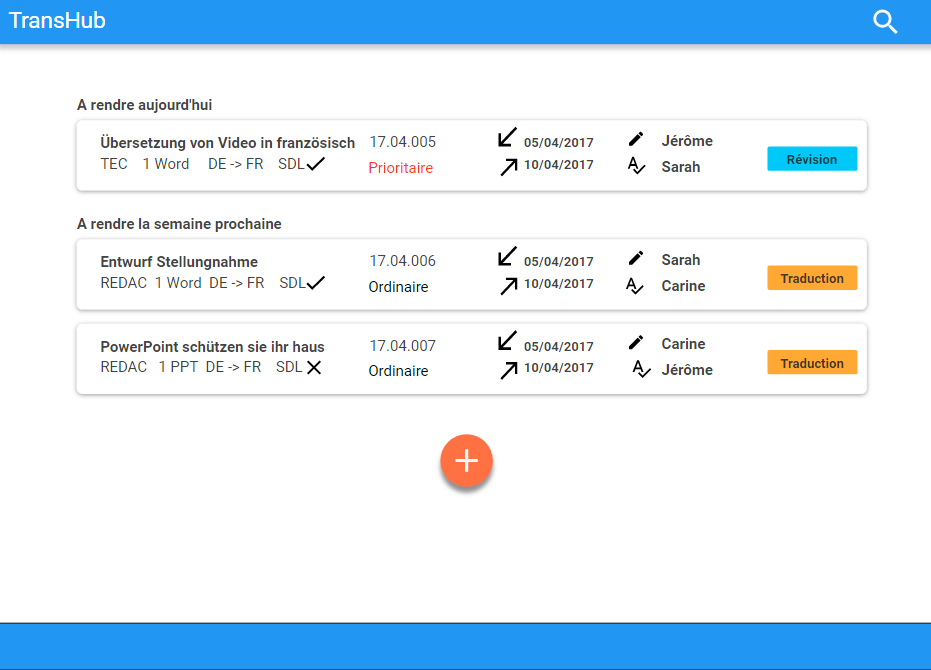 TransHub
A rendre aujourd'hui
Übersetzung von Video in französisch 17.04.005 05/04/2017 Jérôme
TEC 1 Word DE -> FR SDL Prioritaire 10/04/2017 Sarah Révision
A rendre la semaine prochaine
Entwurf Stellungnahme 17.04.006 05/04/2017 Sarah
REDAC 1 Word DE -> FR SDL Ordinaire 10/04/2017 Carine Traduction
PowerPoint schützen sie ihr haus 17.04.007 05/04/2017 Carine
REDAC 1 PPT DE -> FR SDL Ordinaire 10/04/2017 Jérôme Traduction